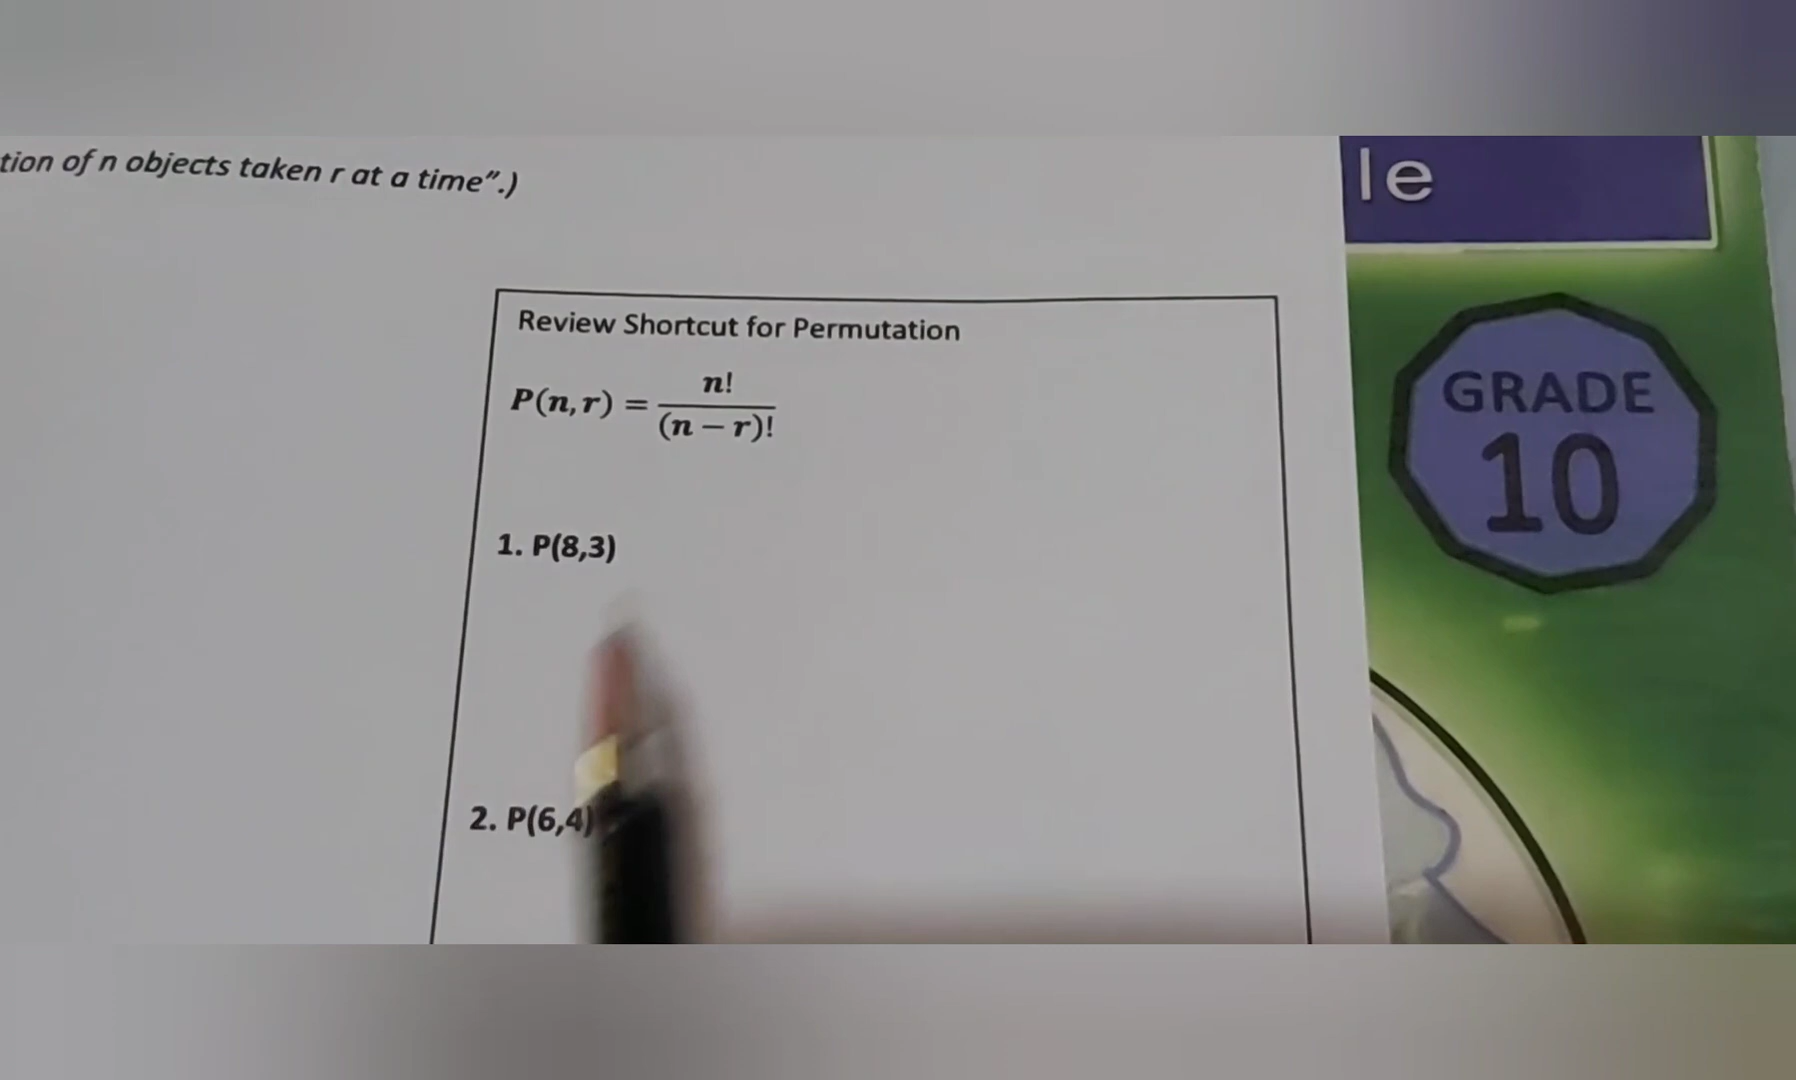 tion of n objects taken r at a time".)
le
Review Shortcut for Permutation
P(n, r) = n! / (n − r)!
GRADE
10
1. P(8,3)
2. P(6,4)